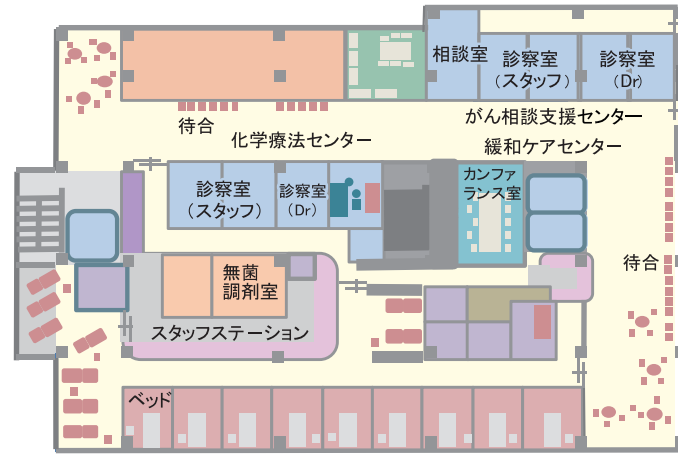 相談室
診察室
（スタッフ）
診察室
（Dr）
待合
がん相談支援センター
化学療法センター
緩和ケアセンター
診察室
（スタッフ）
診察室
（Dr）
カンファ
ランス室
待合
無菌
調剤室
スタッフステーション
ベッド